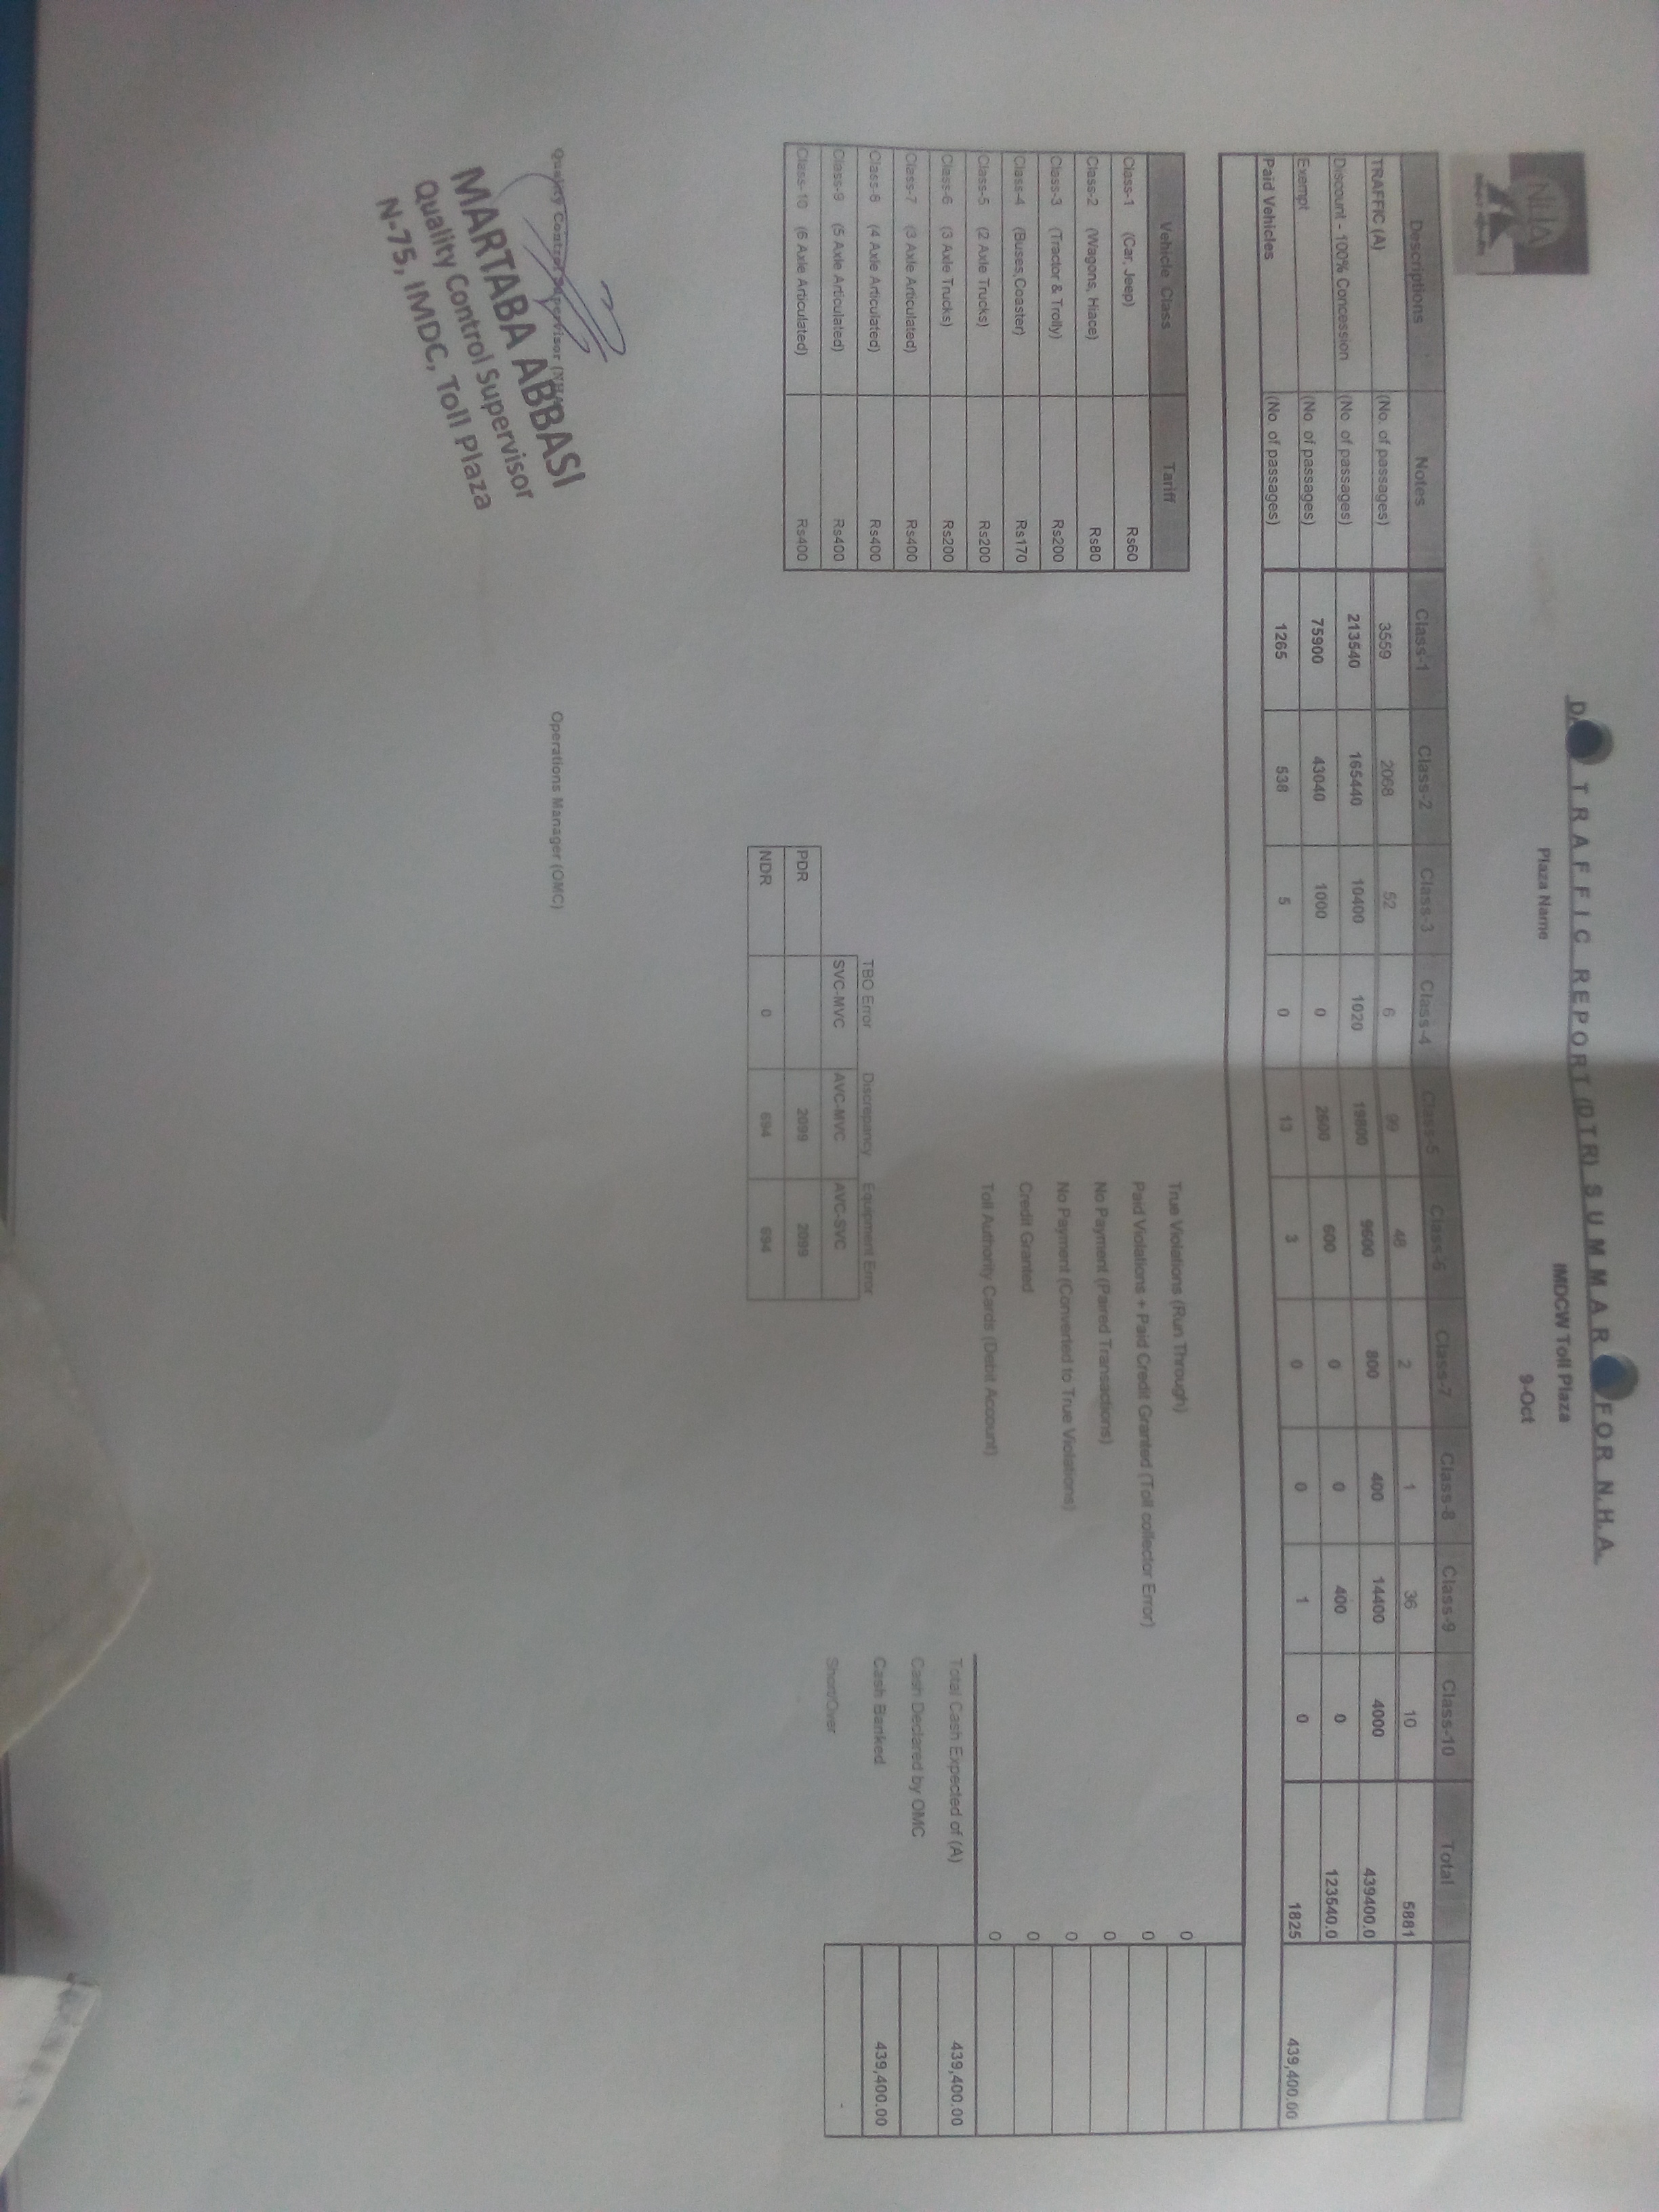 NHA
DA TRAFFIC REPORT (DTR) SUMMAR FOR N.H.A.
Plaza Name IMDCW Toll Plaza
9-Oct
Descriptions Notes Class-1 Class-2 Class-3 Class-4 Class-5 Class-6 Class-7 Class-8 Class-9 Class-10 Total
TRAFFIC (A) (No. of passages) 3559 2068 52 6 99 48 2 1 36 10 5881
Discount - 100% Concession (No. of passages) 213540 165440 10400 1020 19800 9600 800 400 14400 4000 439400.0
Exempt (No. of passages) 75900 43040 1000 0 2600 600 0 0 400 0 123540.0
Paid Vehicles (No. of passages) 1265 538 5 0 13 3 0 0 1 0 1825 439,400.00
Vehicle Class Tariff
Class-1 (Car, Jeep) Rs60
Class-2 (Wagons, Hiace) Rs80
Class-3 (Tractor & Trolly) Rs200
Class-4 (Buses,Coaster) Rs170
Class-5 (2 Axle Trucks) Rs200
Class-6 (3 Axle Trucks) Rs200
Class-7 (3 Axle Articulated) Rs400
Class-8 (4 Axle Articulated) Rs400
Class-9 (5 Axle Articulated) Rs400
Class-10 (6 Axle Articulated) Rs400
True Violations (Run Through) 0
Paid Violations + Paid Credit Granted (Toll collector Error) 0
No Payment (Paired Transactions) 0
No Payment (Converted to True Violations) 0
Credit Granted 0
Toll Authority Cards (Debit Account) 0
Total Cash Expected of (A) 439,400.00
Cash Declared by OMC
Cash Banked 439,400.00
Short/Over -
TBO Error Discrepancy Equipment Error
SVC-MVC AVC-MVC AVC-SVC
PDR 2099 2099
NDR 0 694 694
Quality Control Supervisor (NHA)
Operations Manager (OMC)
MARTABA ABBASI
Quality Control Supervisor
N-75, IMDC, Toll Plaza